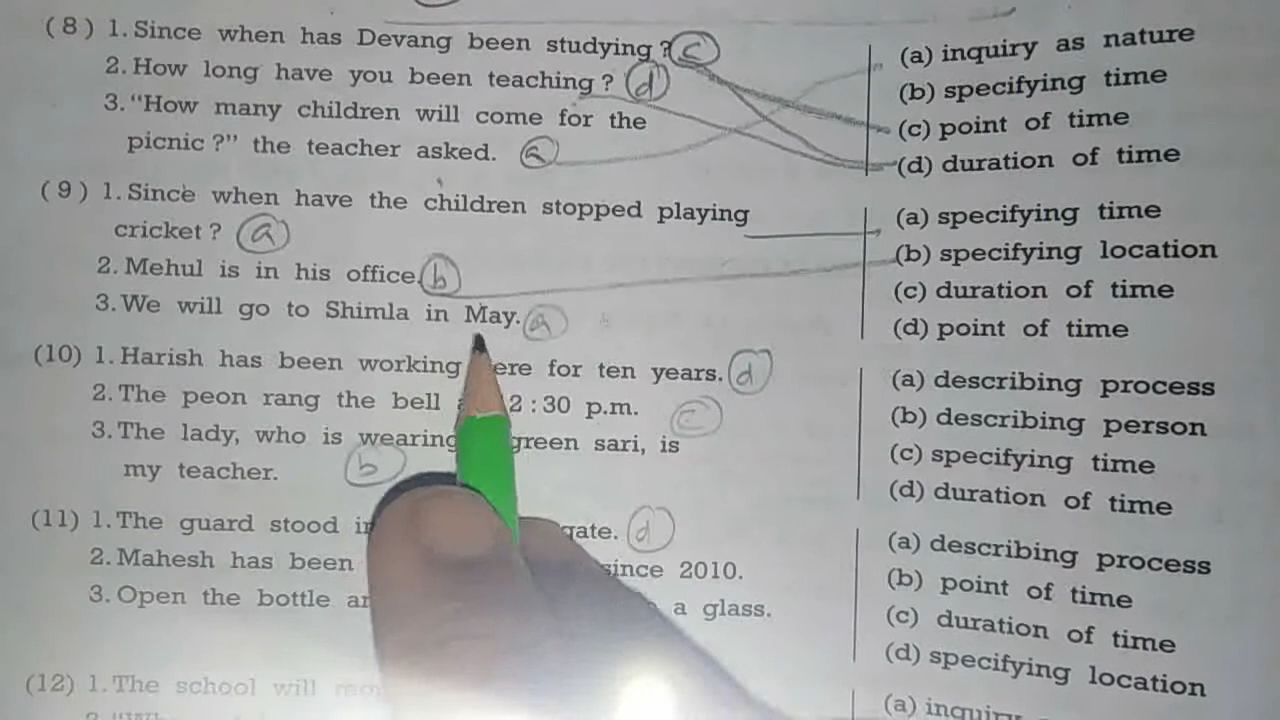 (8) 1. Since when has Devang been studying ? c (a) inquiry as nature
2. How long have you been teaching ? d (b) specifying time
3. "How many children will come for the (c) point of time
picnic ?" the teacher asked. a (d) duration of time
(9) 1. Since when have the children stopped playing (a) specifying time
cricket ? a (b) specifying location
2. Mehul is in his office. b (c) duration of time
3. We will go to Shimla in May. a (d) point of time
(10) 1. Harish has been working here for ten years. d (a) describing process
2. The peon rang the bell 2:30 p.m. c (b) describing person
3. The lady, who is wearing green sari, is (c) specifying time
my teacher. b (d) duration of time
(11) 1. The guard stood gate. d (a) describing process
2. Mahesh has been since 2010. (b) point of time
3. Open the bottle a glass. (c) duration of time
(d) specifying location
(12) 1. The school will (a)